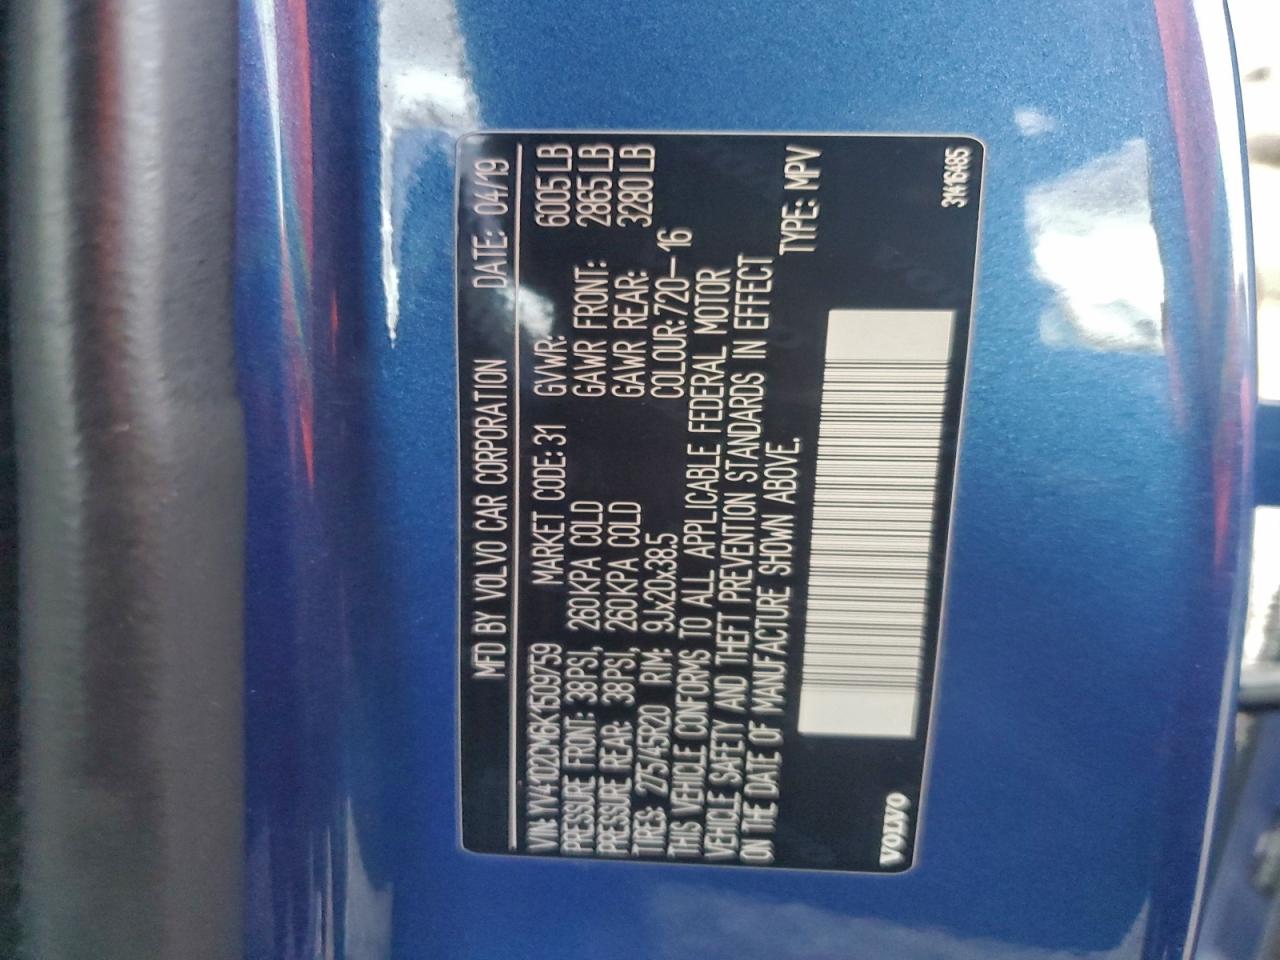 MFD BY VOLVO CAR CORPORATION DATE: 04/19
VIN: YV4102CM6K1509759 MARKET CODE: 31 GVWR: 6005 LB
PRESSURE FRONT: 38PSI, 260KPA COLD GAWR FRONT: 2865 LB
PRESSURE REAR: 38PSI, 260KPA COLD GAWR REAR: 3280 LB
TIRES: 275/45R20 RIM: 9Jx20x38.5 COLOUR: 720-16
THIS VEHICLE CONFORMS TO ALL APPLICABLE FEDERAL MOTOR
VEHICLE SAFETY AND THEFT PREVENTION STANDARDS IN EFFECT
ON THE DATE OF MANUFACTURE SHOWN ABOVE. TYPE: MPV
VOLVO 31416485